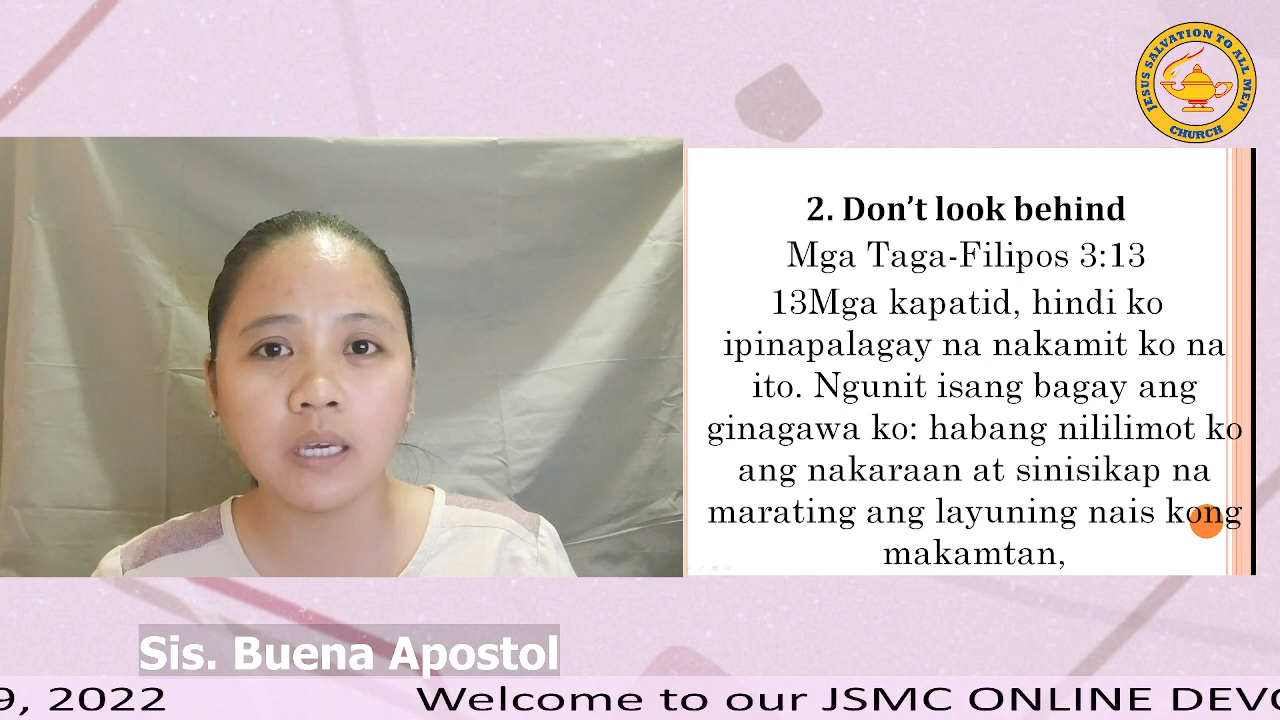 JESUS SALVATION TO ALL MEN
CHURCH
2. Don't look behind
Mga Taga-Filipos 3:13
13Mga kapatid, hindi ko
ipinapalagay na nakamit ko na
ito. Ngunit isang bagay ang
ginagawa ko: habang nililimot ko
ang nakaraan at sinisikap na
marating ang layuning nais kong
makamtan,
Sis. Buena Apostol
9, 2022 Welcome to our JSMC ONLINE DEVO